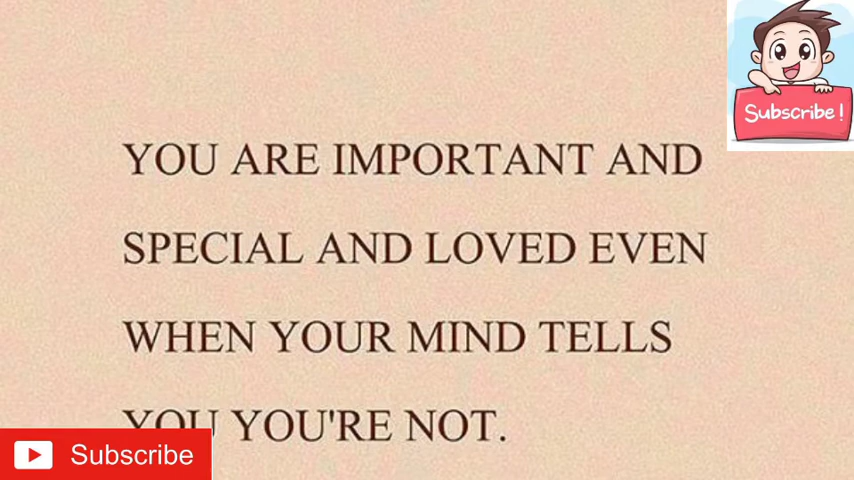 Subscribe!
YOU ARE IMPORTANT AND
SPECIAL AND LOVED EVEN
WHEN YOUR MIND TELLS
YOU YOU'RE NOT.
Subscribe